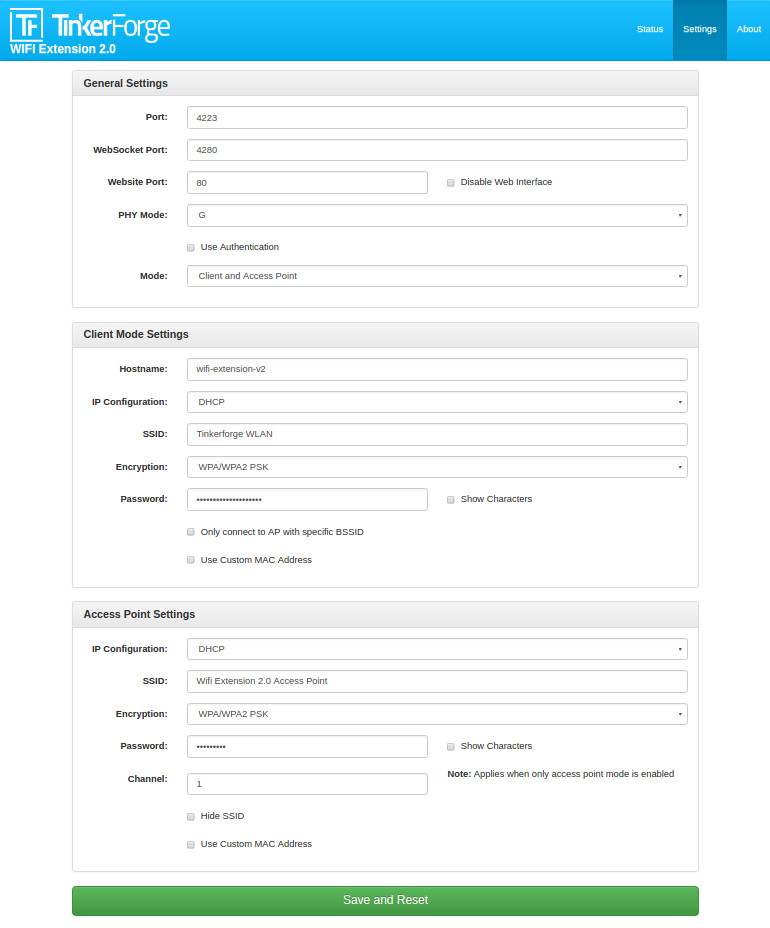 TF TinkerForge
WIFI Extension 2.0
Status Settings About
General Settings
Port: 4223
WebSocket Port: 4280
Website Port: 80 Disable Web Interface
PHY Mode: G
Use Authentication
Mode: Client and Access Point
Client Mode Settings
Hostname: wifi-extension-v2
IP Configuration: DHCP
SSID: Tinkerforge WLAN
Encryption: WPA/WPA2 PSK
Password: •••••••••••••••••••• Show Characters
Only connect to AP with specific BSSID
Use Custom MAC Address
Access Point Settings
IP Configuration: DHCP
SSID: Wifi Extension 2.0 Access Point
Encryption: WPA/WPA2 PSK
Password: ••••••••• Show Characters
Channel: 1 Note: Applies when only access point mode is enabled
Hide SSID
Use Custom MAC Address
Save and Reset